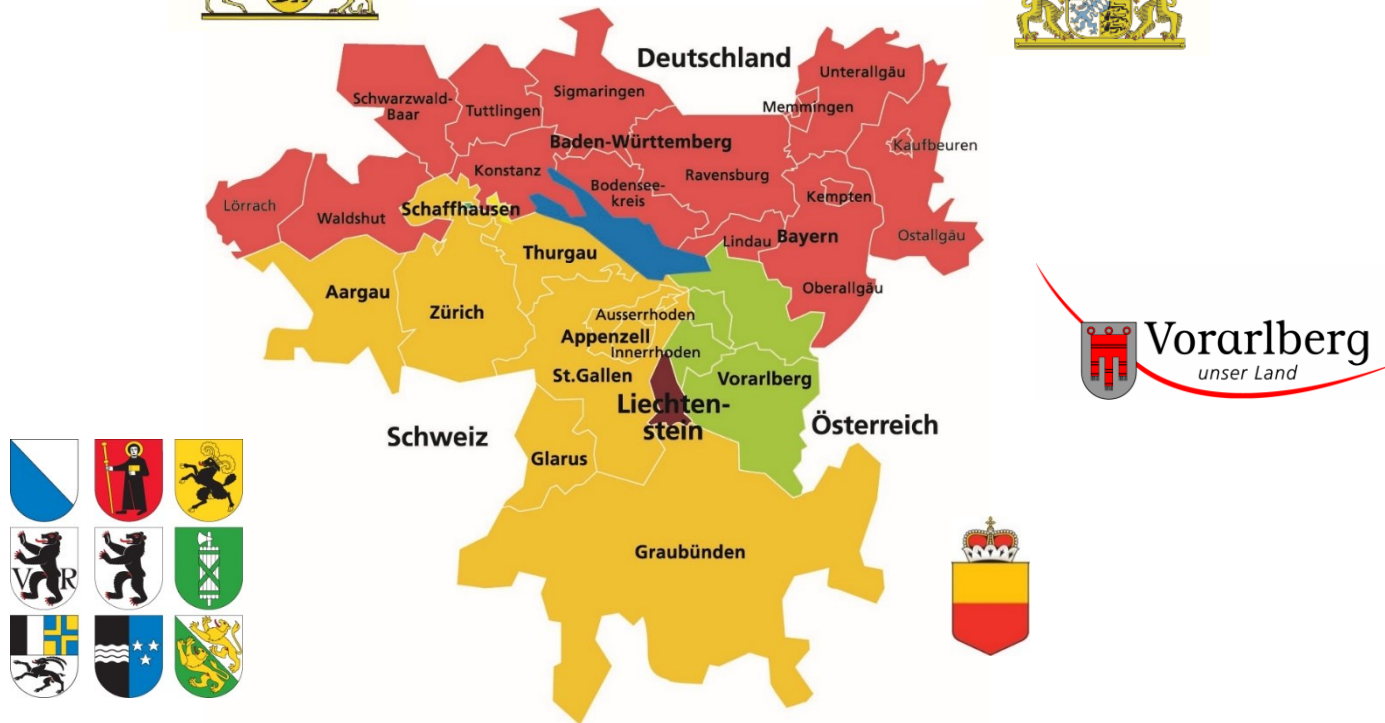 Deutschland
Unterallgäu
Schwarzwald-
Baar
Tuttlingen
Sigmaringen
Memmingen
Baden-Württemberg
Kaufbeuren
Konstanz
Bodensee-
kreis
Ravensburg
Kempten
Lörrach
Waldshut
Schaffhausen
Lindau
Bayern
Ostallgäu
Thurgau
Oberallgäu
Aargau
Zürich
Ausserrhoden
Appenzell
Innerrhoden
St.Gallen
Vorarlberg
Liechten-
stein
Schweiz
Österreich
Glarus
Graubünden
Vorarlberg
unser Land
V R